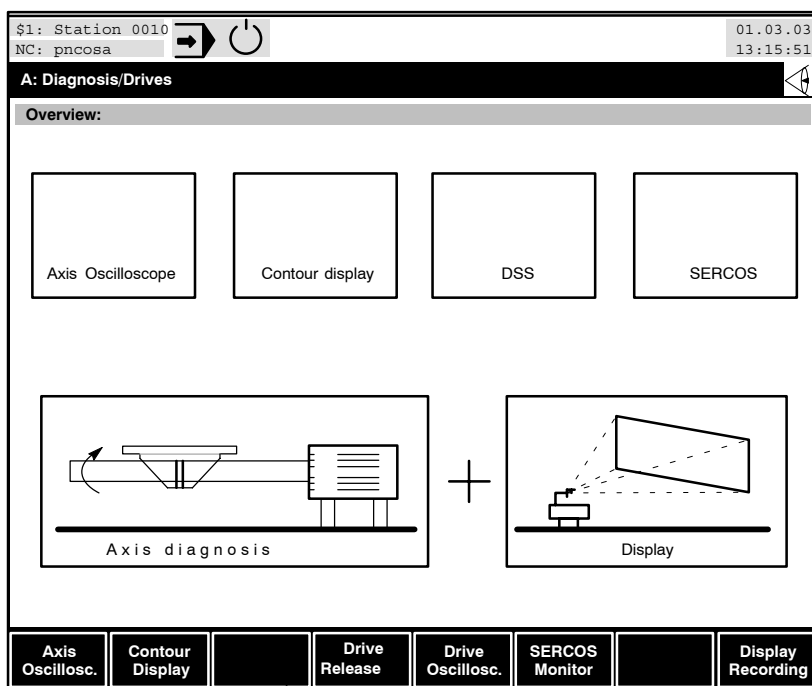 $1: Station 0010
NC: pncosa
01.03.03
13:15:51
A: Diagnosis/Drives
Overview:
Axis Oscilloscope
Contour display
DSS
SERCOS
Axis diagnosis
Display
Axis
Oscillosc.
Contour
Display
Drive
Release
Drive
Oscillosc.
SERCOS
Monitor
Display
Recording